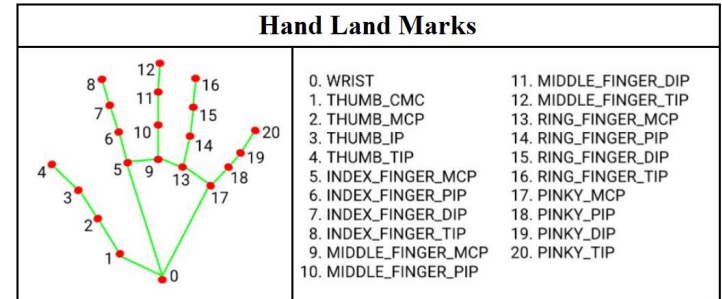 Hand Land Marks
12
8
16
11
7
15
20
6
10
14
19
4
5
9
13
18
3
17
2
1
0
0. WRIST
1. THUMB_CMC
2. THUMB_MCP
3. THUMB_IP
4. THUMB_TIP
5. INDEX_FINGER_MCP
6. INDEX_FINGER_PIP
7. INDEX_FINGER_DIP
8. INDEX_FINGER_TIP
9. MIDDLE_FINGER_MCP
10. MIDDLE_FINGER_PIP
11. MIDDLE_FINGER_DIP
12. MIDDLE_FINGER_TIP
13. RING_FINGER_MCP
14. RING_FINGER_PIP
15. RING_FINGER_DIP
16. RING_FINGER_TIP
17. PINKY_MCP
18. PINKY_PIP
19. PINKY_DIP
20. PINKY_TIP